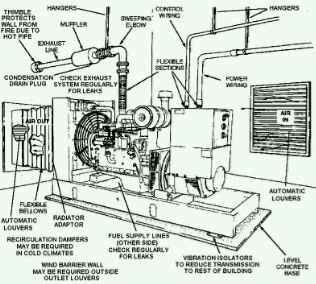 THIMBLE
PROTECTS
WALL FROM
FIRE DUE TO
HOT PIPE
HANGERS
MUFFLER
SWEEPING
ELBOW
CONTROL
WIRING
HANGERS
EXHAUST
LINE
CONDENSATION
DRAIN PLUG
CHECK EXHAUST
SYSTEM REGULARLY
FOR LEAKS
FLEXIBLE
SECTIONS
POWER
WIRING
AIR OUT
AIR
IN
AUTOMATIC
LOUVERS
FLEXIBLE
BELLOWS
AUTOMATIC
LOUVERS
RADIATOR
ADAPTOR
FUEL SUPPLY LINES
(OTHER SIDE)
CHECK REGULARLY
FOR LEAKS
RECIRCULATION DAMPERS
MAY BE REQUIRED
IN COLD CLIMATES
WIND BARRIER WALL
MAY BE REQUIRED OUTSIDE
OUTLET LOUVERS
VIBRATION ISOLATORS
TO REDUCE TRANSMISSION
TO REST OF BUILDING
LEVEL
CONCRETE
BASE